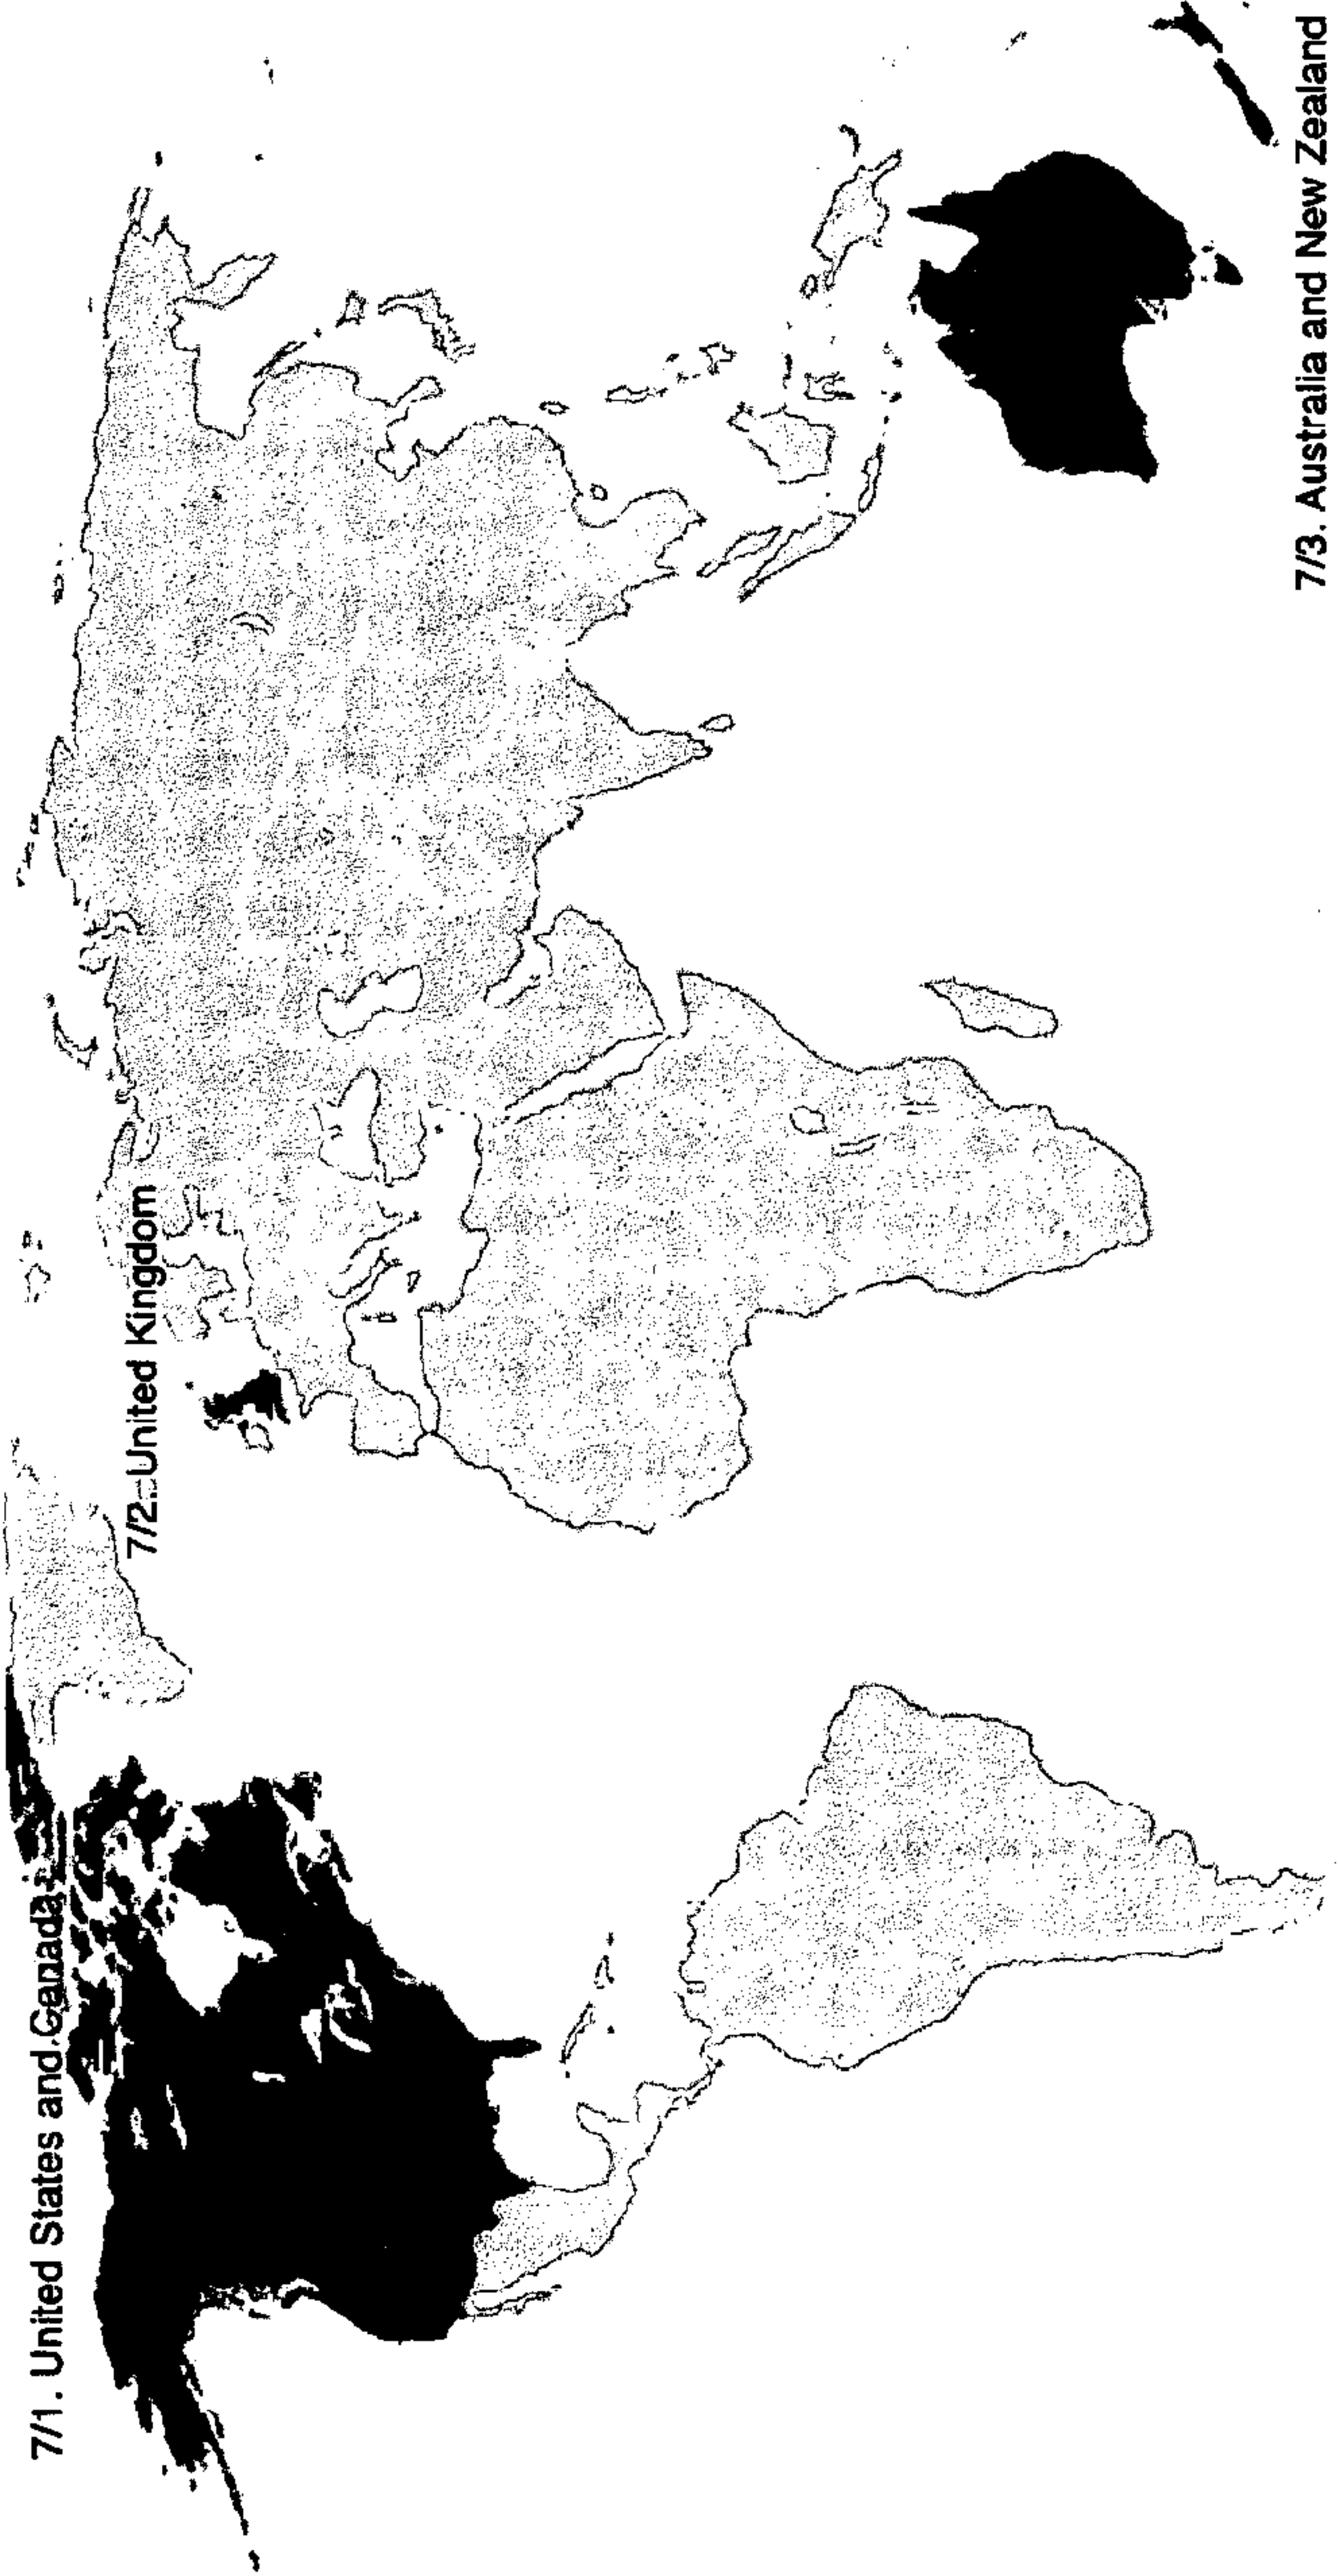 7/1. United States and Canada
7/2. United Kingdom
7/3. Australia and New Zealand